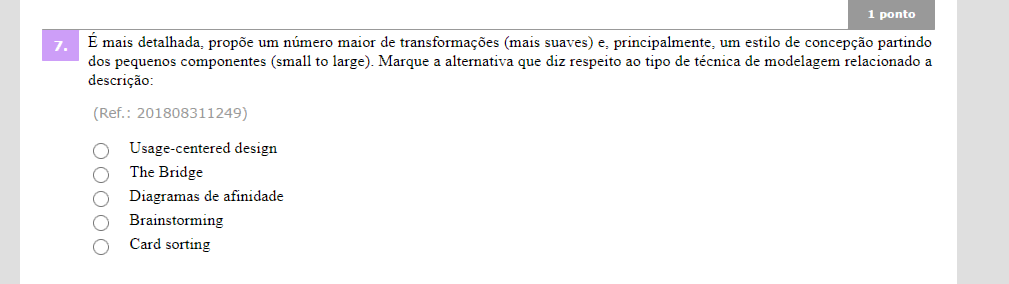 1 ponto
7.
É mais detalhada, propõe um número maior de transformações (mais suaves) e, principalmente, um estilo de concepção partindo
dos pequenos componentes (small to large). Marque a alternativa que diz respeito ao tipo de técnica de modelagem relacionado a
descrição:
(Ref.: 201808311249)
Usage-centered design
The Bridge
Diagramas de afinidade
Brainstorming
Card sorting